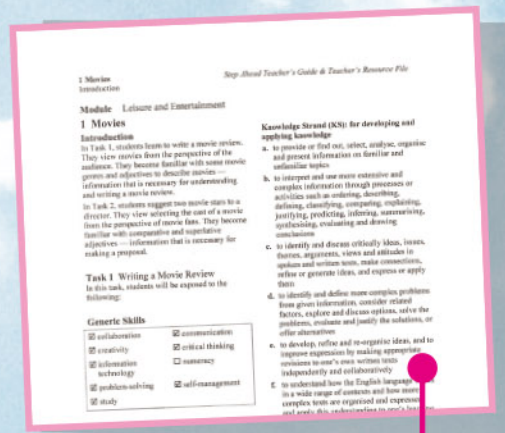 1 Movies
Introduction
Step Ahead Teacher's Guide & Teacher's Resource File
Module Leisure and Entertainment
1 Movies
Introduction
In Task 1, students learn to write a movie review.
They view movies from the perspective of the
audience. They become familiar with some movie
genres and adjectives to describe movies —
information that is necessary for understanding
and writing a movie review.
In Task 2, students suggest two movie stars to a
director. They view selecting the cast of a movie
from the perspective of movie fans. They become
familiar with comparative and superlative
adjectives — information that is necessary for
making a proposal.
Task 1 Writing a Movie Review
In this task, students will be exposed to the
following:
Generic Skills
☑ collaboration
☑ communication
☑ creativity
☑ critical thinking
☑ information
technology
☐ numeracy
☑ problem-solving
☑ self-management
☑ study
Knowledge Strand (KS): for developing and
applying knowledge
a. to provide or find out, select, analyse, organise
and present information on familiar and
unfamiliar topics
b. to interpret and use more extensive and
complex information through processes or
activities such as ordering, describing,
defining, classifying, comparing, explaining,
justifying, predicting, inferring, summarising,
synthesising, evaluating and drawing
conclusions
c. to identify and discuss critically ideas, issues,
themes, arguments, views and attitudes in
spoken and written texts, make connections,
refine or generate ideas, and express or apply
them
d. to identify and define more complex problems
from given information, consider related
factors, explore and discuss options, solve the
problems, evaluate and justify the solutions, or
offer alternatives
e. to develop, refine and re-organise ideas, and to
improve expression by making appropriate
revisions to one's own written texts
independently and collaboratively
f. to understand how the English language
in a wide range of contexts and how more
complex texts are organised and expressed
and apply this understanding to one's learning